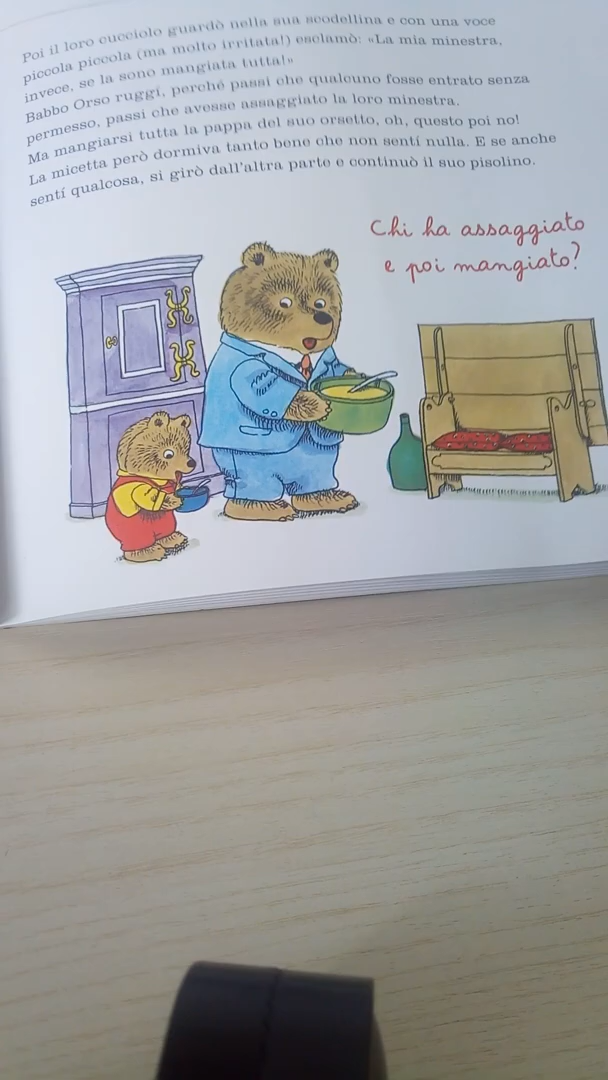 Poi il loro cucciolo guardò nella sua scodellina e con una voce
piccola piccola (ma molto irritata!) esclamò: «La mia minestra,
invece, se la sono mangiata tutta!»
Babbo Orso ruggí, perché passi che qualcuno fosse entrato senza
permesso, passi che avesse assaggiato la loro minestra.
Ma mangiarsi tutta la pappa del suo orsetto, oh, questo poi no!
La micetta però dormiva tanto bene che non sentí nulla. E se anche
sentí qualcosa, si girò dall'altra parte e continuò il suo pisolino.
Chi ha assaggiato
e poi mangiato?